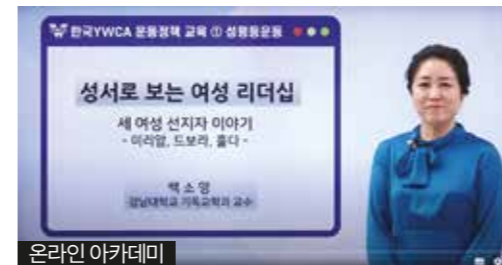 한국YWCA 운동정책 교육 ① 성평등운동
성서로 보는 여성 리더십
세 여성 선지자 이야기
- 미리암, 드보라, 훌다 -
백소영
강남대학교 기독교학과 교수
온라인 아카데미